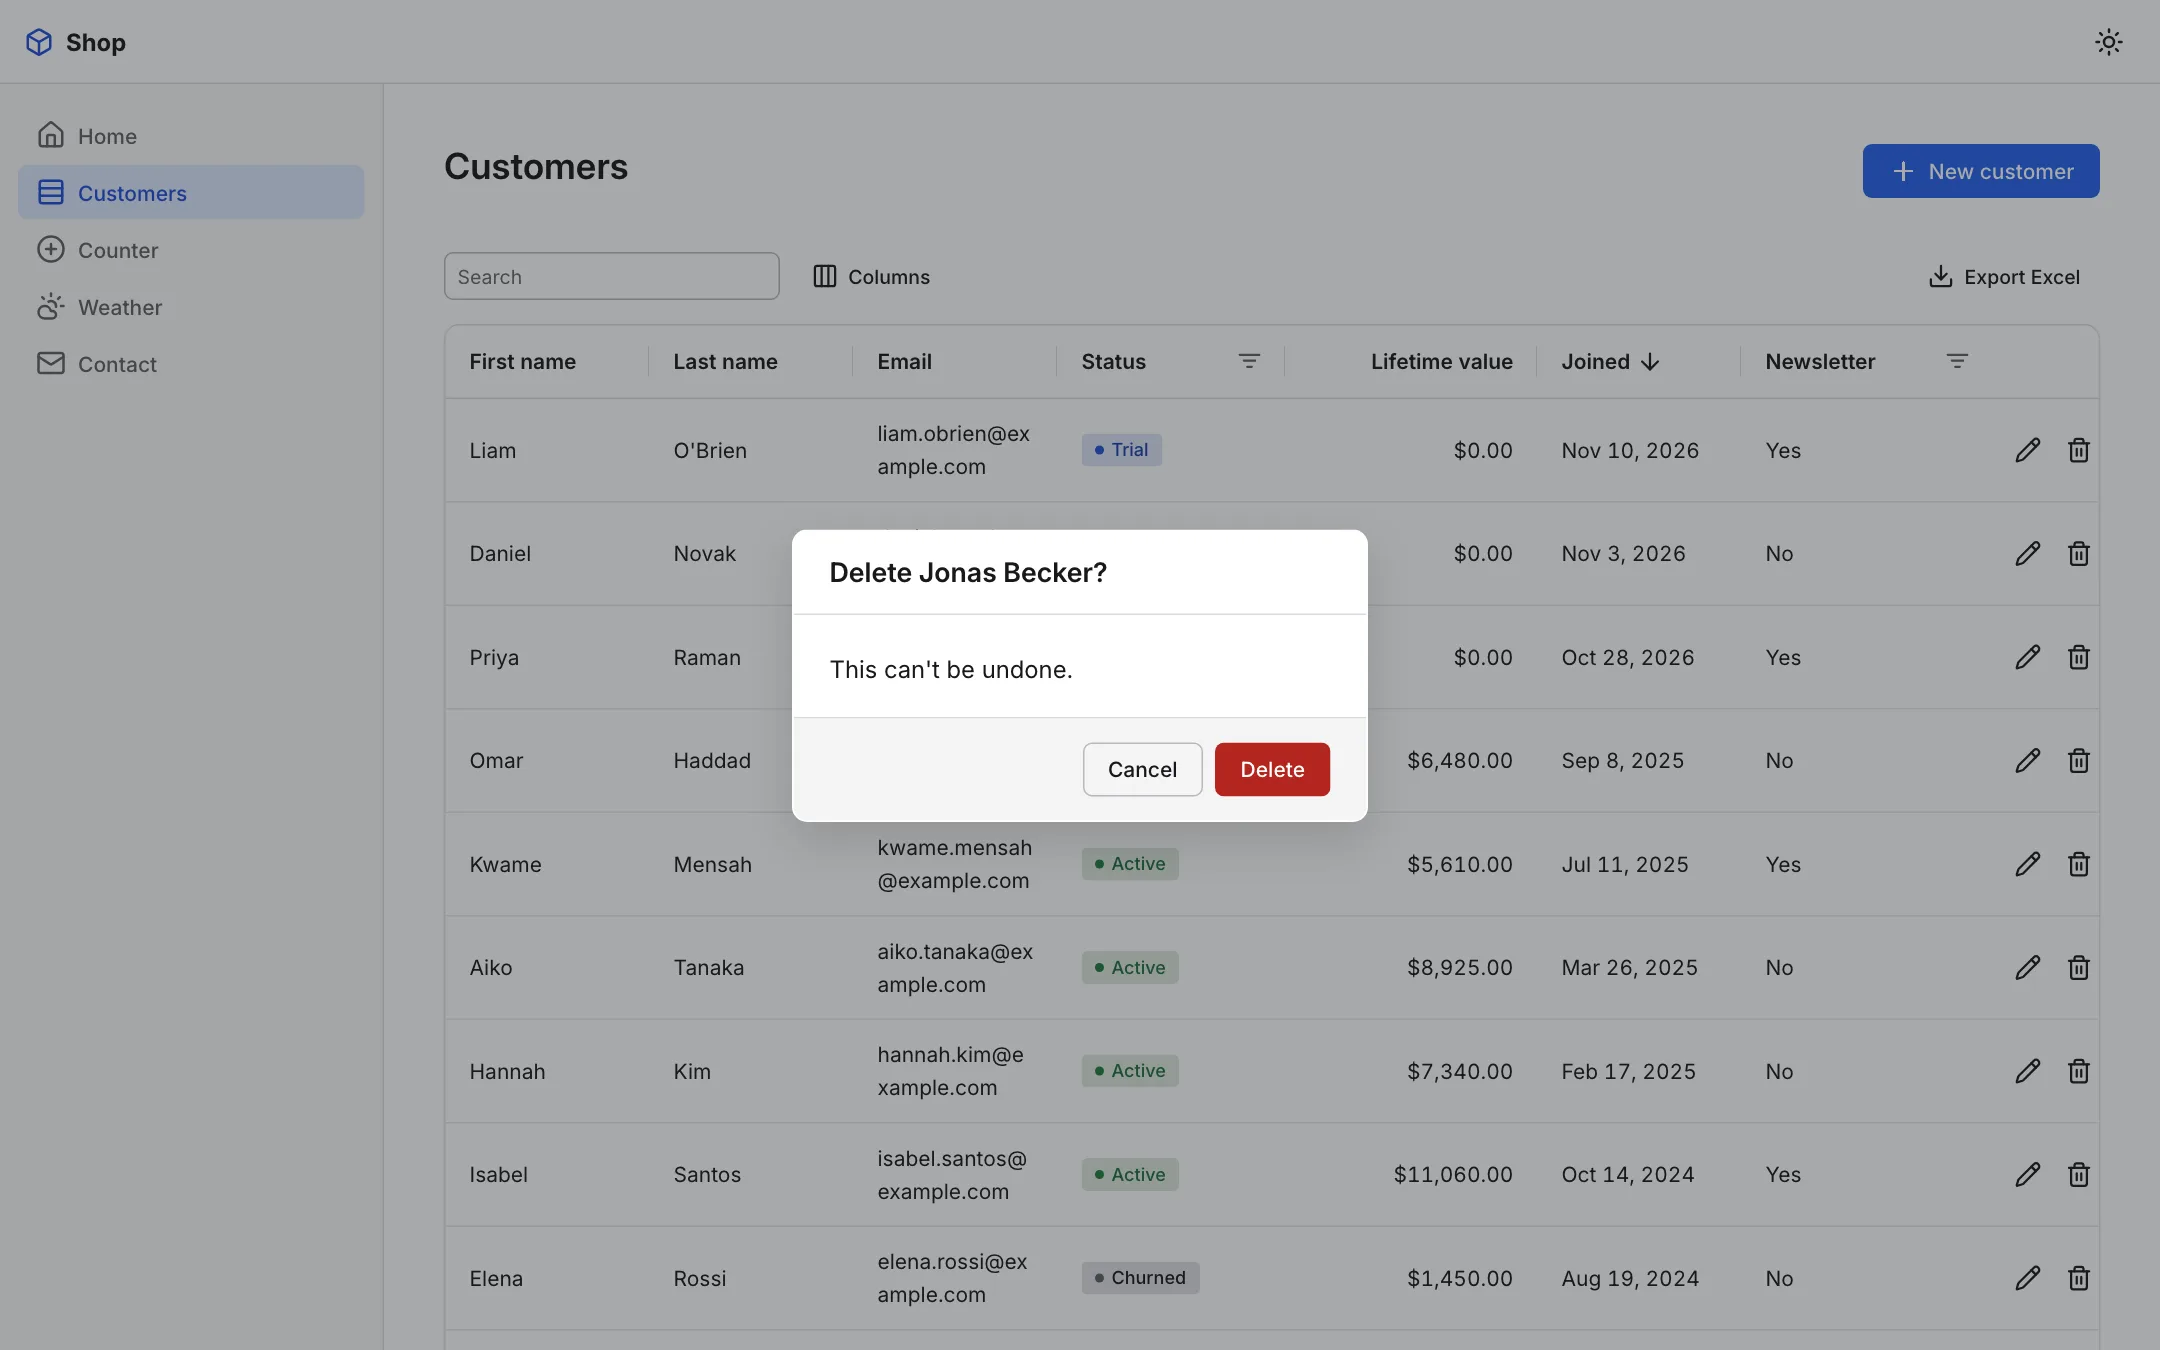 Shop
Home
Customers
Counter
Weather
Contact
Customers
New customer
Search
Columns
Export Excel
First name Last name Email Status Lifetime value Joined Newsletter
Liam O'Brien liam.obrien@ex Trial $0.00 Nov 10, 2026 Yes
ample.com
Daniel Novak $0.00 Nov 3, 2026 No
Priya Raman $0.00 Oct 28, 2026 Yes
Omar Haddad $6,480.00 Sep 8, 2025 No
Delete Jonas Becker?
This can't be undone.
Cancel Delete
Kwame Mensah kwame.mensah Active $5,610.00 Jul 11, 2025 Yes
@example.com
Aiko Tanaka aiko.tanaka@ex Active $8,925.00 Mar 26, 2025 No
ample.com
Hannah Kim hannah.kim@e Active $7,340.00 Feb 17, 2025 No
xample.com
Isabel Santos isabel.santos@ Active $11,060.00 Oct 14, 2024 Yes
example.com
Elena Rossi elena.rossi@ex Churned $1,450.00 Aug 19, 2024 No
ample.com